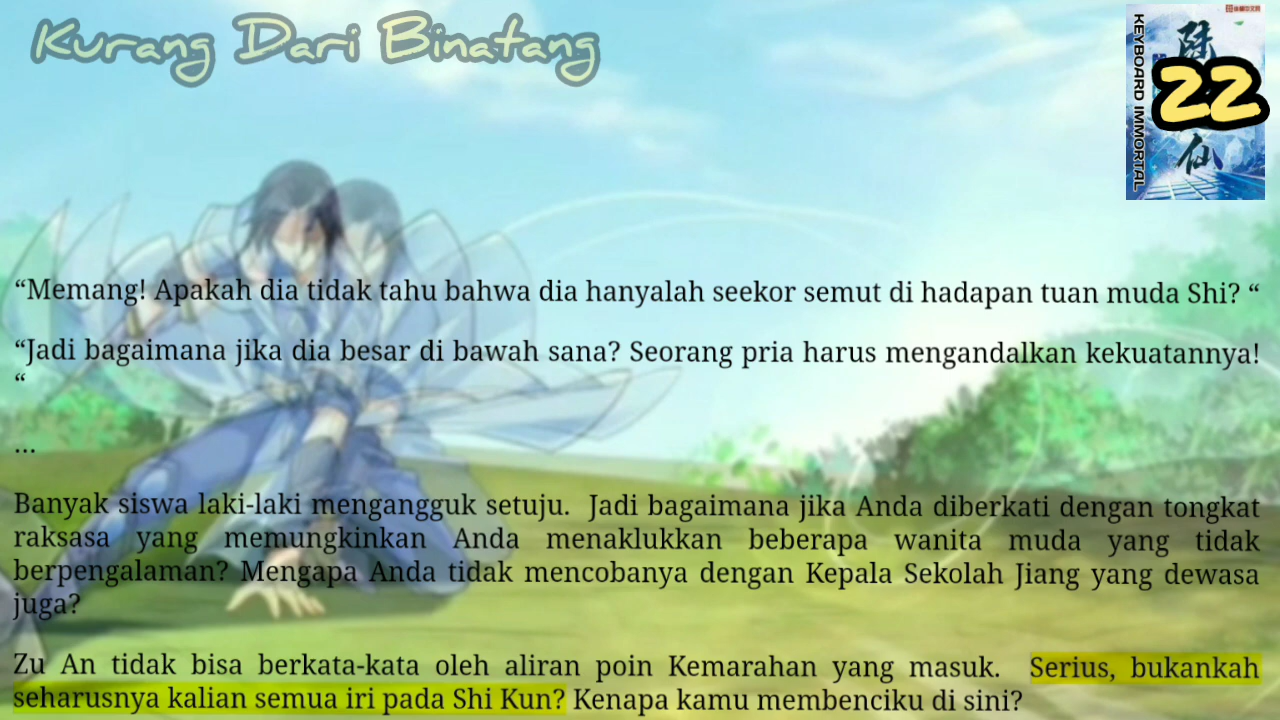 Kurang Dari Binatang
KEYBOARD IMMORTAL
22
仙
“Memang! Apakah dia tidak tahu bahwa dia hanyalah seekor semut di hadapan tuan muda Shi? “
“Jadi bagaimana jika dia besar di bawah sana? Seorang pria harus mengandalkan kekuatannya!
“
…
Banyak siswa laki-laki mengangguk setuju.  Jadi bagaimana jika Anda diberkati dengan tongkat
raksasa yang memungkinkan Anda menaklukkan beberapa wanita muda yang tidak
berpengalaman? Mengapa Anda tidak mencobanya dengan Kepala Sekolah Jiang yang dewasa
juga?
Zu An tidak bisa berkata-kata oleh aliran poin Kemarahan yang masuk.  Serius, bukankah
seharusnya kalian semua iri pada Shi Kun? Kenapa kamu membenciku di sini?